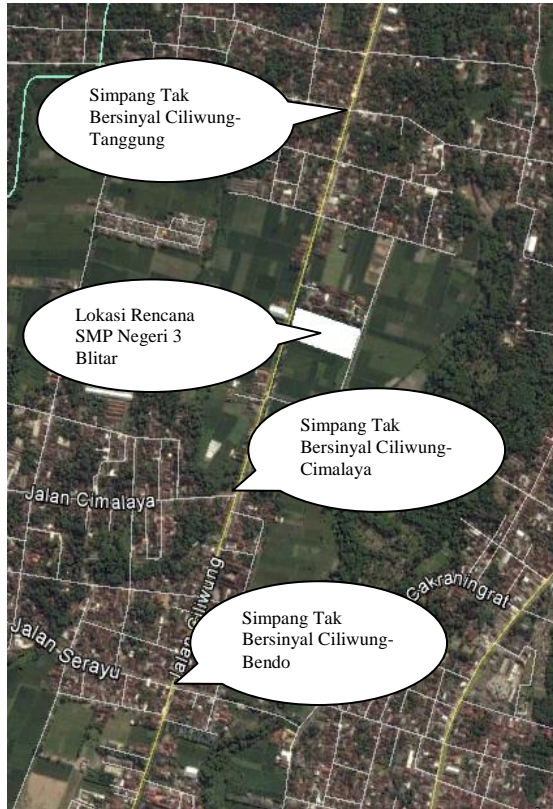 Simpang Tak
Bersinyal Ciliwung-
Tanggung
Lokasi Rencana
SMP Negeri 3
Blitar
Simpang Tak
Bersinyal Ciliwung-
Cimalaya
Jalan Cimalaya
Jalan Ciliwung
Cakraningrat
Simpang Tak
Bersinyal Ciliwung-
Bendo
Jalan Serayu